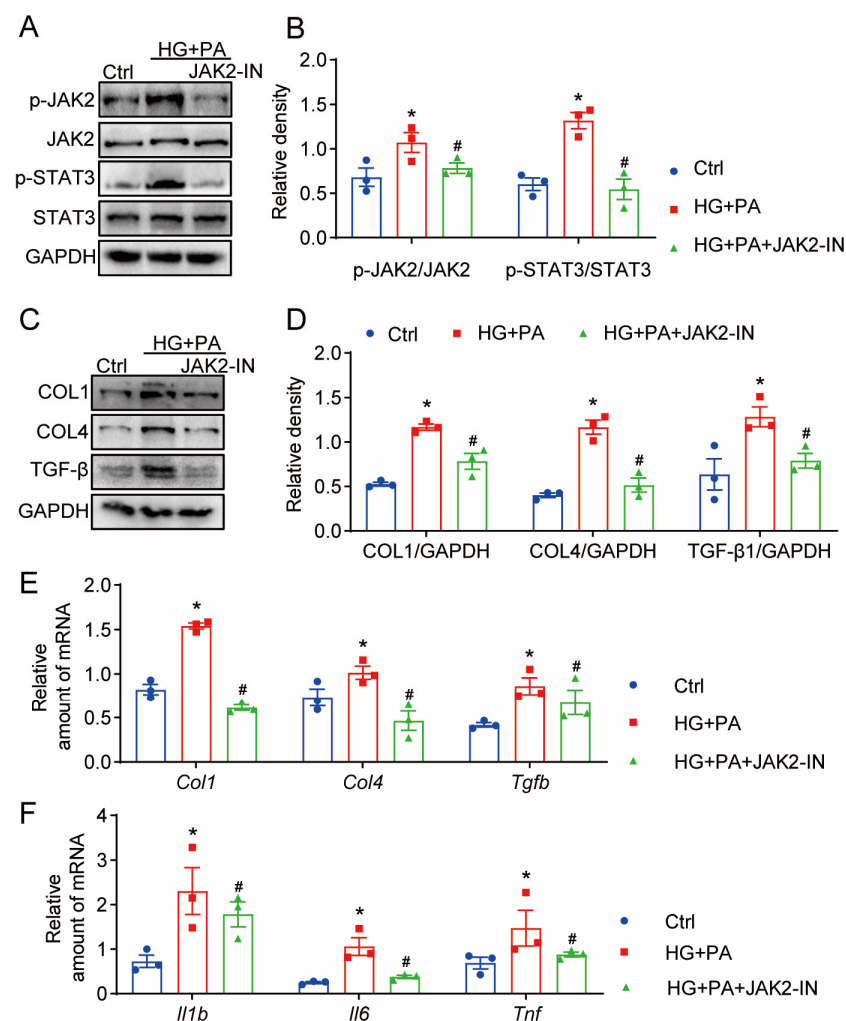 A
HG+PA
Ctrl
JAK2-IN
p-JAK2
JAK2
p-STAT3
STAT3
GAPDH
B
Relative density
2.0
1.5
1.0
0.5
0.0
*
#
*
#
p-JAK2/JAK2
p-STAT3/STAT3
Ctrl
HG+PA
HG+PA+JAK2-IN
C
HG+PA
Ctrl
JAK2-IN
COL1
COL4
TGF-β
GAPDH
D
Ctrl
HG+PA
HG+PA+JAK2-IN
Relative density
2.0
1.5
1.0
0.5
0.0
*
#
*
#
*
#
COL1/GAPDH
COL4/GAPDH
TGF-β1/GAPDH
E
Relative
amount of mRNA
2.0
1.5
1.0
0.5
0.0
*
#
*
#
*
#
Col1
Col4
Tgfb
Ctrl
HG+PA
HG+PA+JAK2-IN
F
Relative
amount of mRNA
4
3
2
1
0
*
#
*
#
*
#
Il1b
Il6
Tnf
Ctrl
HG+PA
HG+PA+JAK2-IN